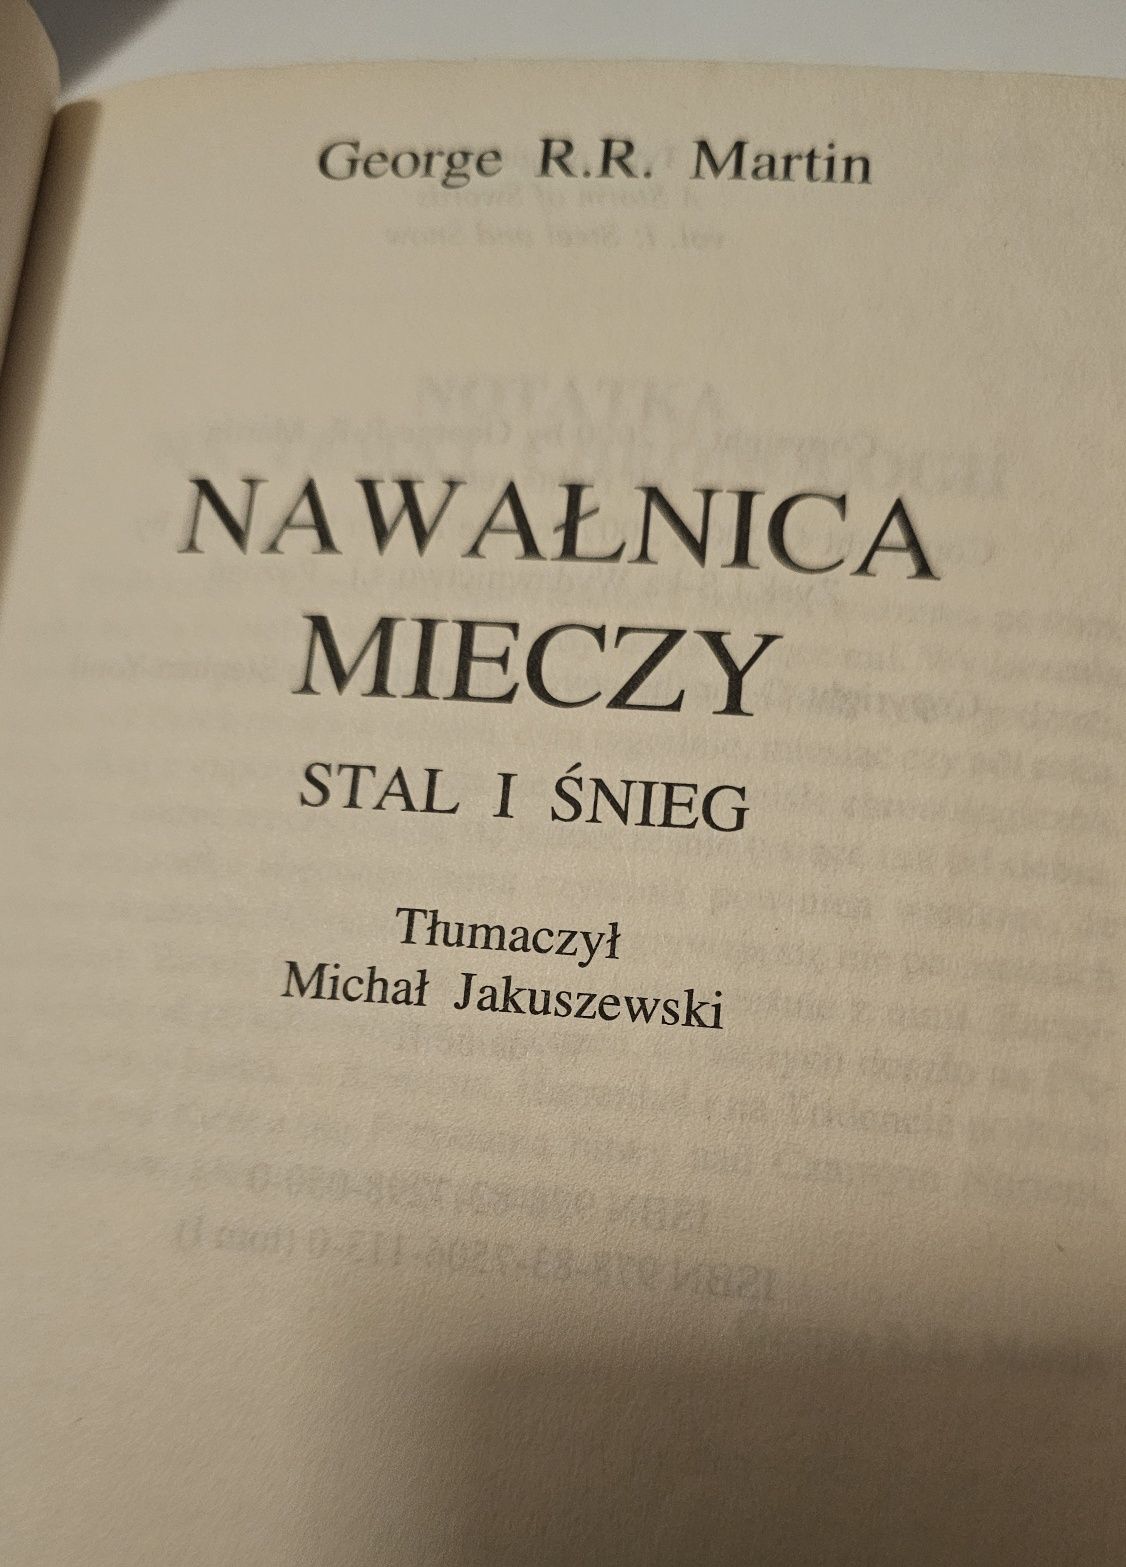 George R.R. Martin
NAWAŁNICA
MIECZY
STAL I ŚNIEG
Tłumaczył
Michał Jakuszewski